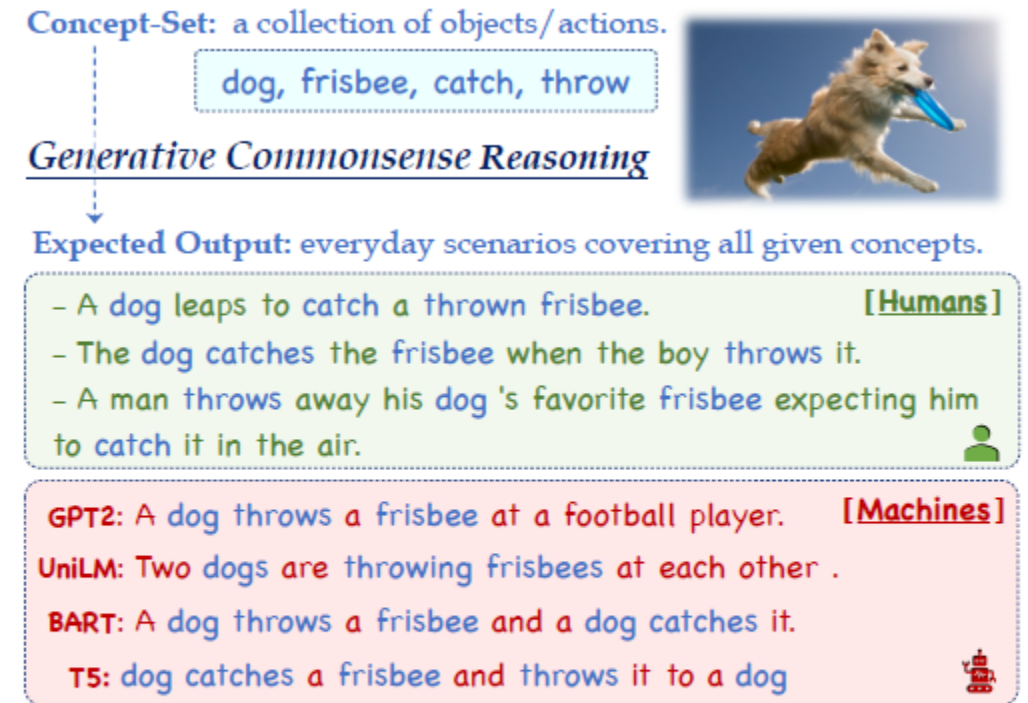 Concept-Set: a collection of objects/actions.
dog, frisbee, catch, throw
Generative Commonsense Reasoning
Expected Output: everyday scenarios covering all given concepts.
[Humans]
– A dog leaps to catch a thrown frisbee.
– The dog catches the frisbee when the boy throws it.
– A man throws away his dog 's favorite frisbee expecting him
to catch it in the air.
[Machines]
GPT2: A dog throws a frisbee at a football player.
UniLM: Two dogs are throwing frisbees at each other .
BART: A dog throws a frisbee and a dog catches it.
T5: dog catches a frisbee and throws it to a dog